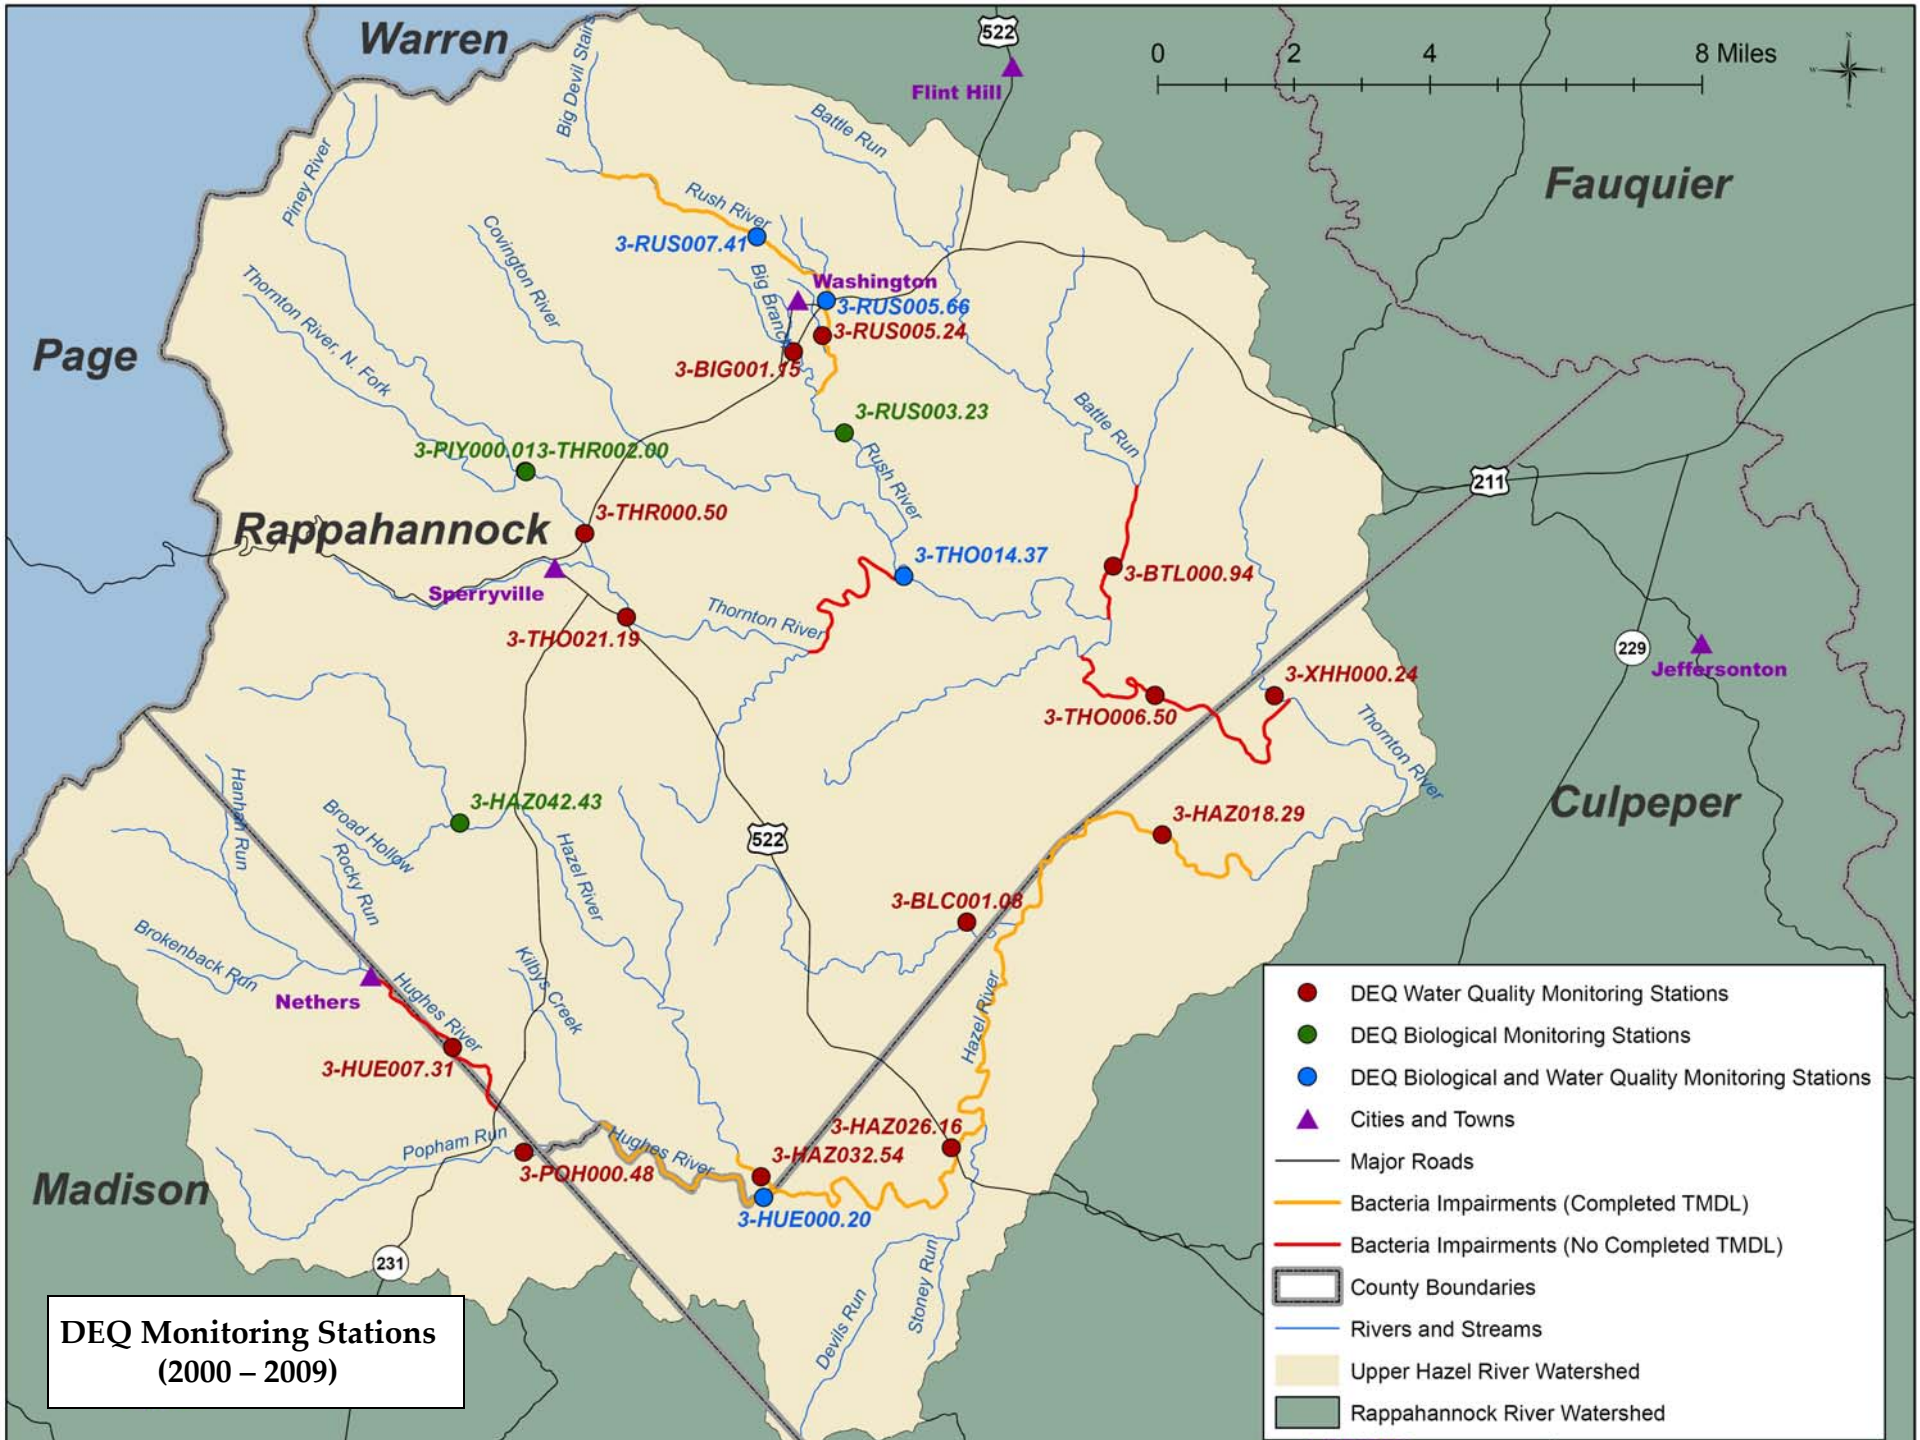 Warren
522
0 2 4 8 Miles
N
W E
S
Flint Hill
Big Devil Stairs
Battle Run
Piney River
Fauquier
Rush River
3-RUS007.41
Covington River
Thornton River, N. Fork
Big Branch
Washington
3-RUS005.66
3-RUS005.24
Page
3-BIG001.15
Battle Run
3-RUS003.23
3-PIY000.013-THR002.00
Rush River
211
3-THR000.50
Rappahannock
3-THO014.37
3-BTL000.94
Sperryville
Thornton River
3-THO021.19
229
Jeffersonton
3-XHH000.24
3-THO006.50
Thornton River
Hanhan Run
3-HAZ042.43
Broad Hollow
Culpeper
3-HAZ018.29
522
Rocky Run
Hazel River
3-BLC001.08
Brokenback Run
Kilbys Creek
Nethers
Hughes River
Hazel River
3-HUE007.31
3-HAZ026.16
Popham Run
Hughes River
3-HAZ032.54
3-POH000.48
Madison
3-HUE000.20
231
Devils Run
Stoney Run
DEQ Monitoring Stations
(2000 – 2009)
DEQ Water Quality Monitoring Stations
DEQ Biological Monitoring Stations
DEQ Biological and Water Quality Monitoring Stations
Cities and Towns
Major Roads
Bacteria Impairments (Completed TMDL)
Bacteria Impairments (No Completed TMDL)
County Boundaries
Rivers and Streams
Upper Hazel River Watershed
Rappahannock River Watershed